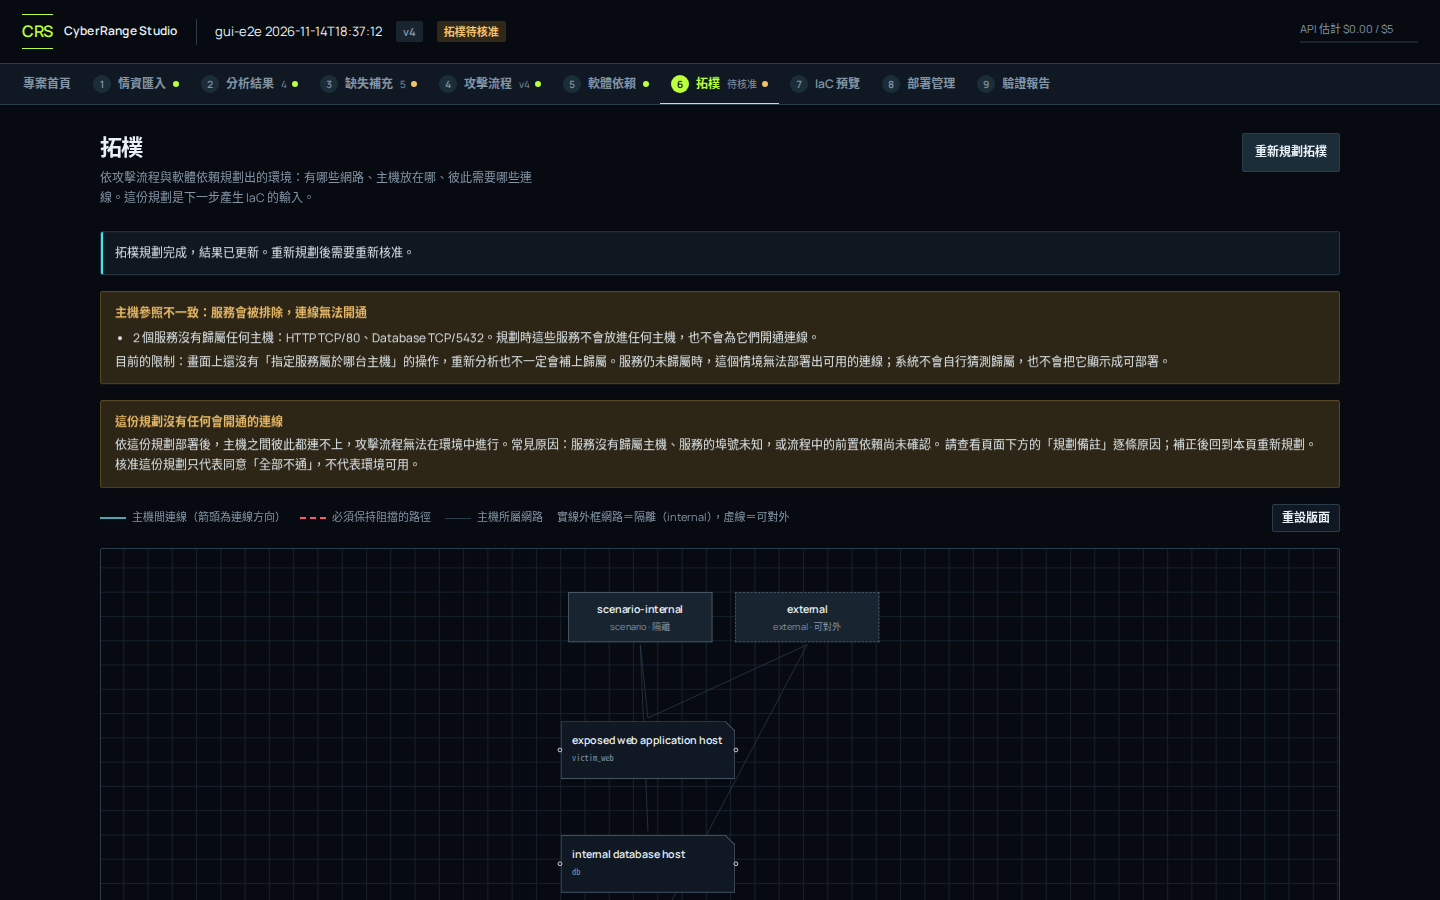 CRS CyberRange Studio gui-e2e 2026-11-14T18:37:12 v4 拓樸待核准 API 估計 $0.00 / $5
專案首頁 1 情資匯入 2 分析結果 4 3 缺失補充 5 4 攻擊流程 v4 5 軟體依賴 6 拓樸 待核准 7 IaC 預覽 8 部署管理 9 驗證報告
拓樸
重新規劃拓樸
依攻擊流程與軟體依賴規劃出的環境：有哪些網路、主機放在哪、彼此需要哪些連
線。這份規劃是下一步產生 IaC 的輸入。
拓樸規劃完成，結果已更新。重新規劃後需要重新核准。
主機參照不一致：服務會被排除，連線無法開通
• 2 個服務沒有歸屬任何主機：HTTP TCP/80、Database TCP/5432。規劃時這些服務不會放進任何主機，也不會為它們開通連線。
目前的限制：畫面上還沒有「指定服務屬於哪台主機」的操作，重新分析也不一定會補上歸屬。服務仍未歸屬時，這個情境無法部署出可用的連線；系統不會自行猜測歸屬，也不會把它顯示成可部署。
這份規劃沒有任何會開通的連線
依這份規劃部署後，主機之間彼此都連不上，攻擊流程無法在環境中進行。常見原因：服務沒有歸屬主機、服務的埠號未知，或流程中的前置依賴尚未確認。 請查看頁面下方的「規劃備註」逐條原因；補正後回到本頁重新規劃。
核准這份規劃只代表同意「全部不通」，不代表環境可用。
主機間連線（箭頭為連線方向） 必須保持阻擋的路徑 主機所屬網路 實線外框網路＝隔離（internal），虛線＝可對外
重設版面
scenario-internal
scenario · 隔離
external
external · 可對外
exposed web application host
victim_web
internal database host
db